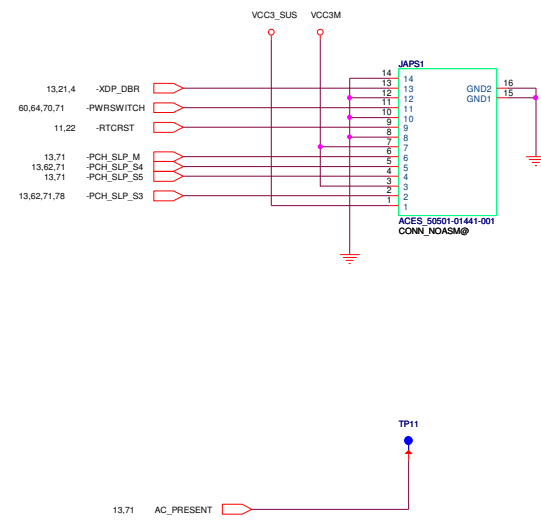 VCC3_SUS VCC3M
JAPS1
14 14
13,21,4 -XDP_DBR 13 13 GND2 16
12 12 GND1 15
60,64,70,71 -PWRSWITCH 11 11
10 10
11,22 -RTCRST 9 9
8 8
7 7
13,71 -PCH_SLP_M 6 6
13,62,71 -PCH_SLP_S4 5 5
13,71 -PCH_SLP_S5 4 4
3 3
13,62,71,78 -PCH_SLP_S3 2 2
1 1
ACES_50501-01441-001
CONN_NOASM@
TP11
13,71 AC_PRESENT